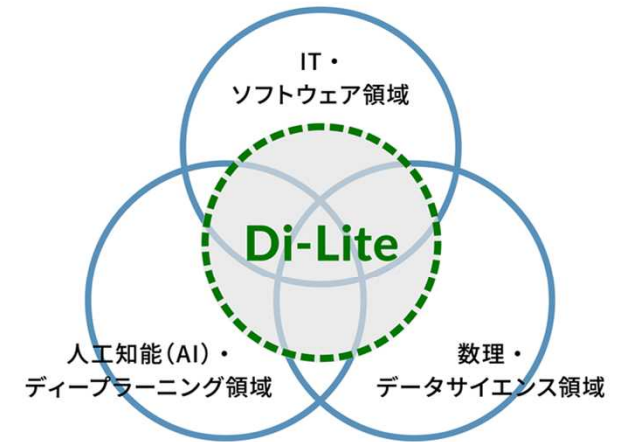 IT・
ソフトウェア領域
Di-Lite
人工知能(AI)・
ディープラーニング領域
数理・
データサイエンス領域